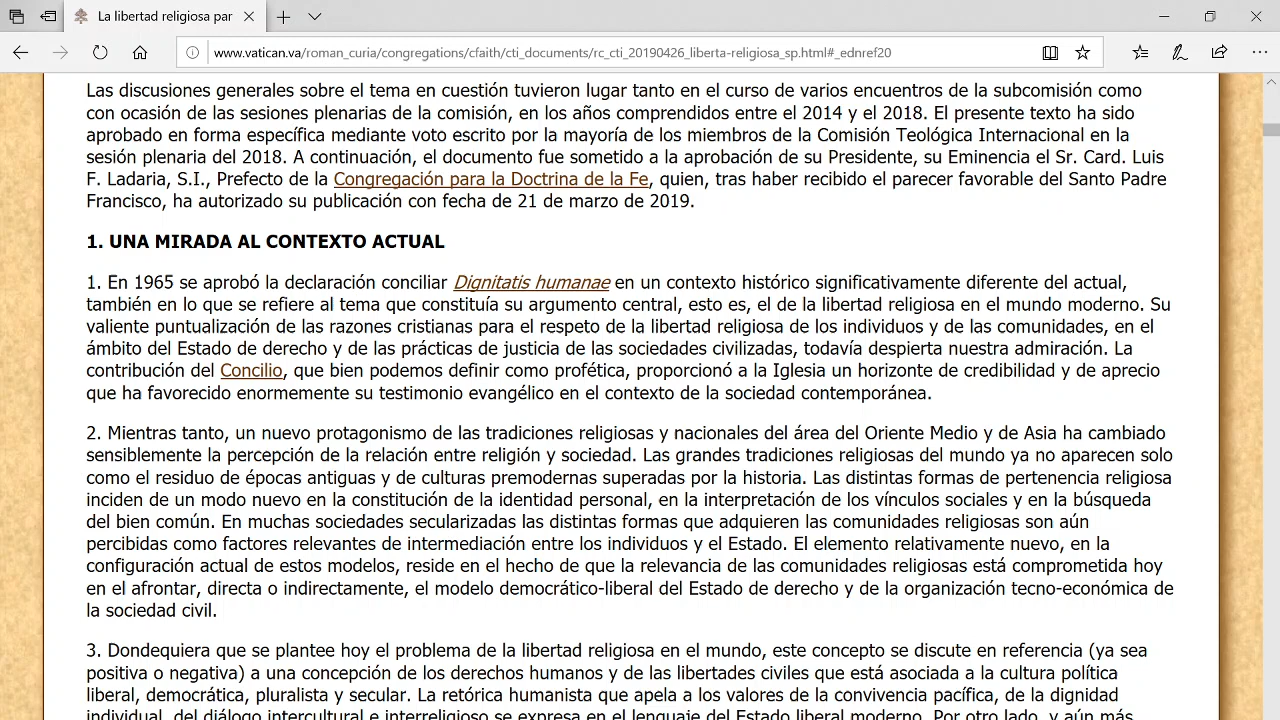 La libertad religiosa par
www.vatican.va/roman_curia/congregations/cfaith/cti_documents/rc_cti_20190426_liberta-religiosa_sp.html#_ednref20
Las discusiones generales sobre el tema en cuestión tuvieron lugar tanto en el curso de varios encuentros de la subcomisión como
con ocasión de las sesiones plenarias de la comisión, en los años comprendidos entre el 2014 y el 2018. El presente texto ha sido
aprobado en forma específica mediante voto escrito por la mayoría de los miembros de la Comisión Teológica Internacional en la
sesión plenaria del 2018. A continuación, el documento fue sometido a la aprobación de su Presidente, su Eminencia el Sr. Card. Luis
F. Ladaria, S.I., Prefecto de la Congregación para la Doctrina de la Fe, quien, tras haber recibido el parecer favorable del Santo Padre
Francisco, ha autorizado su publicación con fecha de 21 de marzo de 2019.
1. UNA MIRADA AL CONTEXTO ACTUAL
1. En 1965 se aprobó la declaración conciliar Dignitatis humanae en un contexto histórico significativamente diferente del actual,
también en lo que se refiere al tema que constituía su argumento central, esto es, el de la libertad religiosa en el mundo moderno. Su
valiente puntualización de las razones cristianas para el respeto de la libertad religiosa de los individuos y de las comunidades, en el
ámbito del Estado de derecho y de las prácticas de justicia de las sociedades civilizadas, todavía despierta nuestra admiración. La
contribución del Concilio, que bien podemos definir como profética, proporcionó a la Iglesia un horizonte de credibilidad y de aprecio
que ha favorecido enormemente su testimonio evangélico en el contexto de la sociedad contemporánea.
2. Mientras tanto, un nuevo protagonismo de las tradiciones religiosas y nacionales del área del Oriente Medio y de Asia ha cambiado
sensiblemente la percepción de la relación entre religión y sociedad. Las grandes tradiciones religiosas del mundo ya no aparecen solo
como el residuo de épocas antiguas y de culturas premodernas superadas por la historia. Las distintas formas de pertenencia religiosa
inciden de un modo nuevo en la constitución de la identidad personal, en la interpretación de los vínculos sociales y en la búsqueda
del bien común. En muchas sociedades secularizadas las distintas formas que adquieren las comunidades religiosas son aún
percibidas como factores relevantes de intermediación entre los individuos y el Estado. El elemento relativamente nuevo, en la
configuración actual de estos modelos, reside en el hecho de que la relevancia de las comunidades religiosas está comprometida hoy
en el afrontar, directa o indirectamente, el modelo democrático-liberal del Estado de derecho y de la organización tecno-económica de
la sociedad civil.
3. Dondequiera que se plantee hoy el problema de la libertad religiosa en el mundo, este concepto se discute en referencia (ya sea
positiva o negativa) a una concepción de los derechos humanos y de las libertades civiles que está asociada a la cultura política
liberal, democrática, pluralista y secular. La retórica humanista que apela a los valores de la convivencia pacífica, de la dignidad
individual, del diálogo intercultural e interreligioso se expresa en el lenguaje del Estado liberal moderno. Por otro lado, y aún más